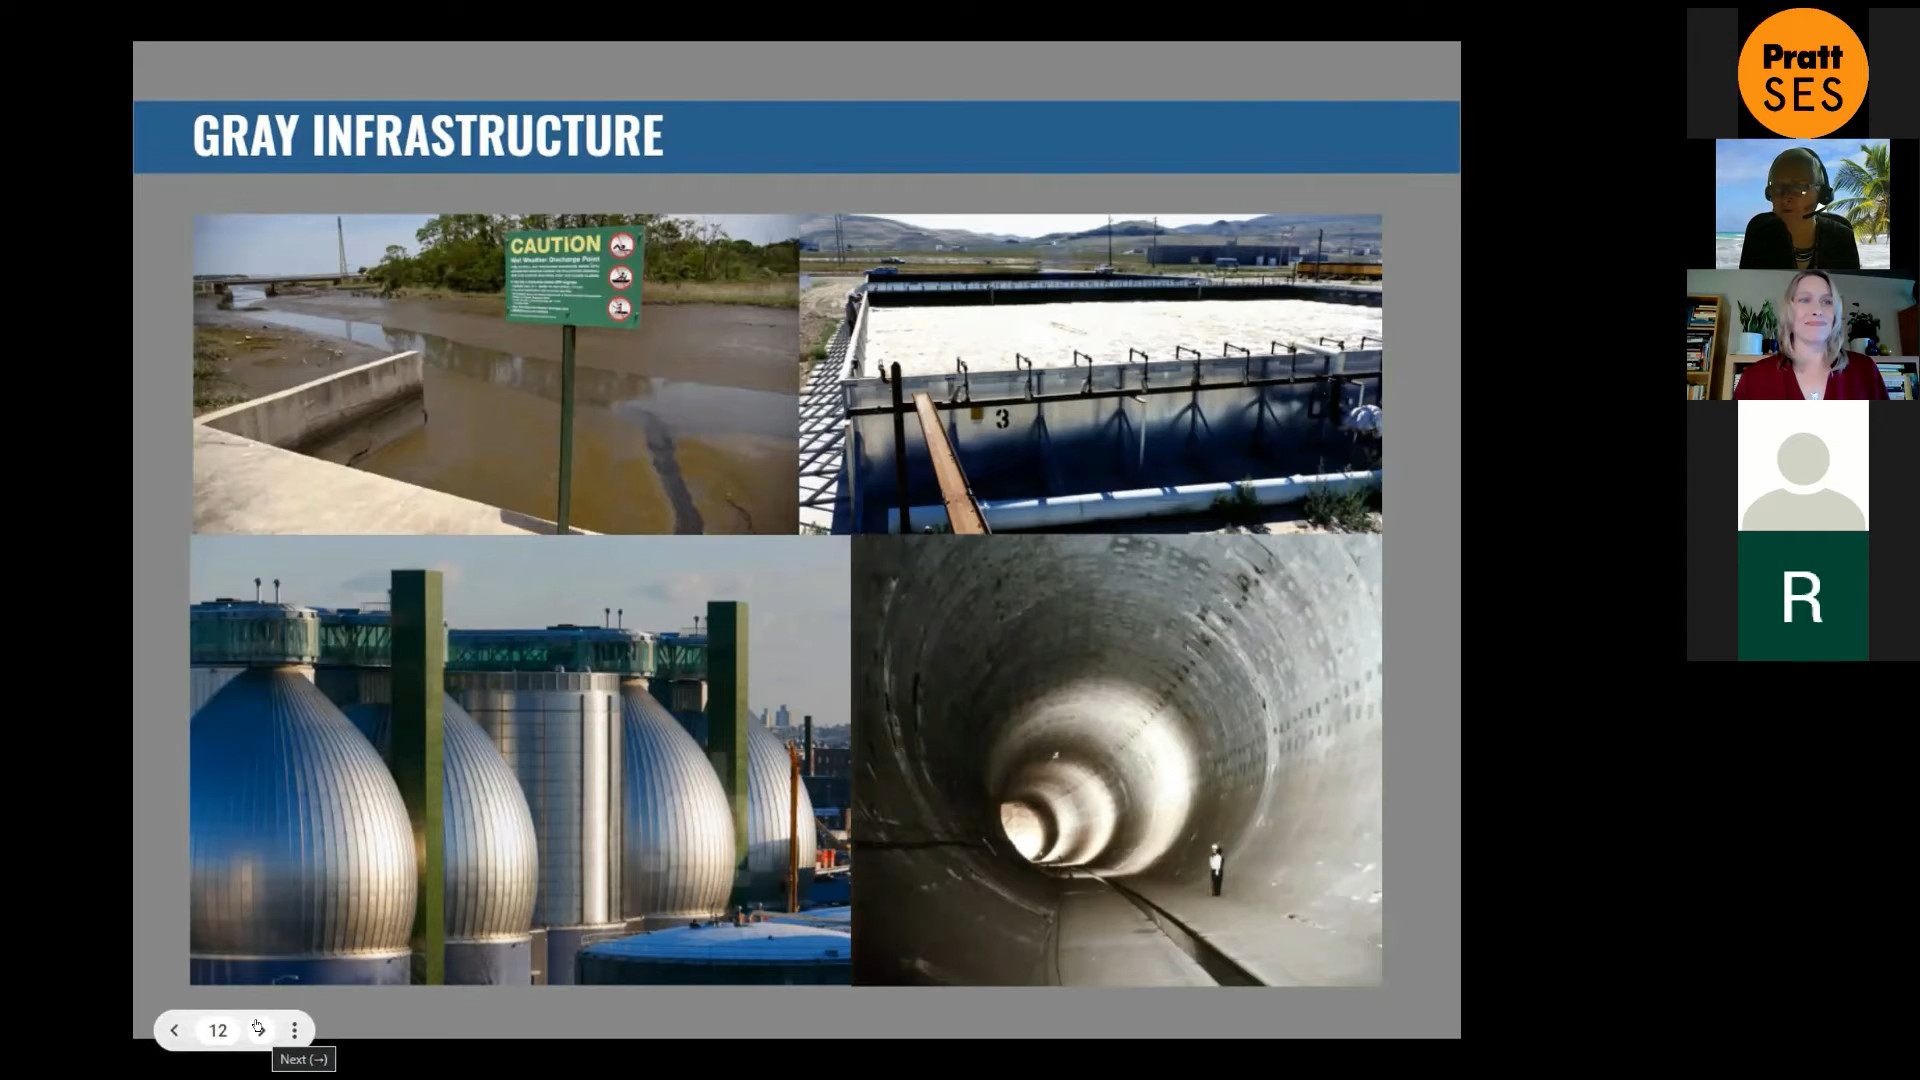 GRAY INFRASTRUCTURE
CAUTION
Wet Weather Discharge Point
3
12
Next (→)
Pratt
SES
R